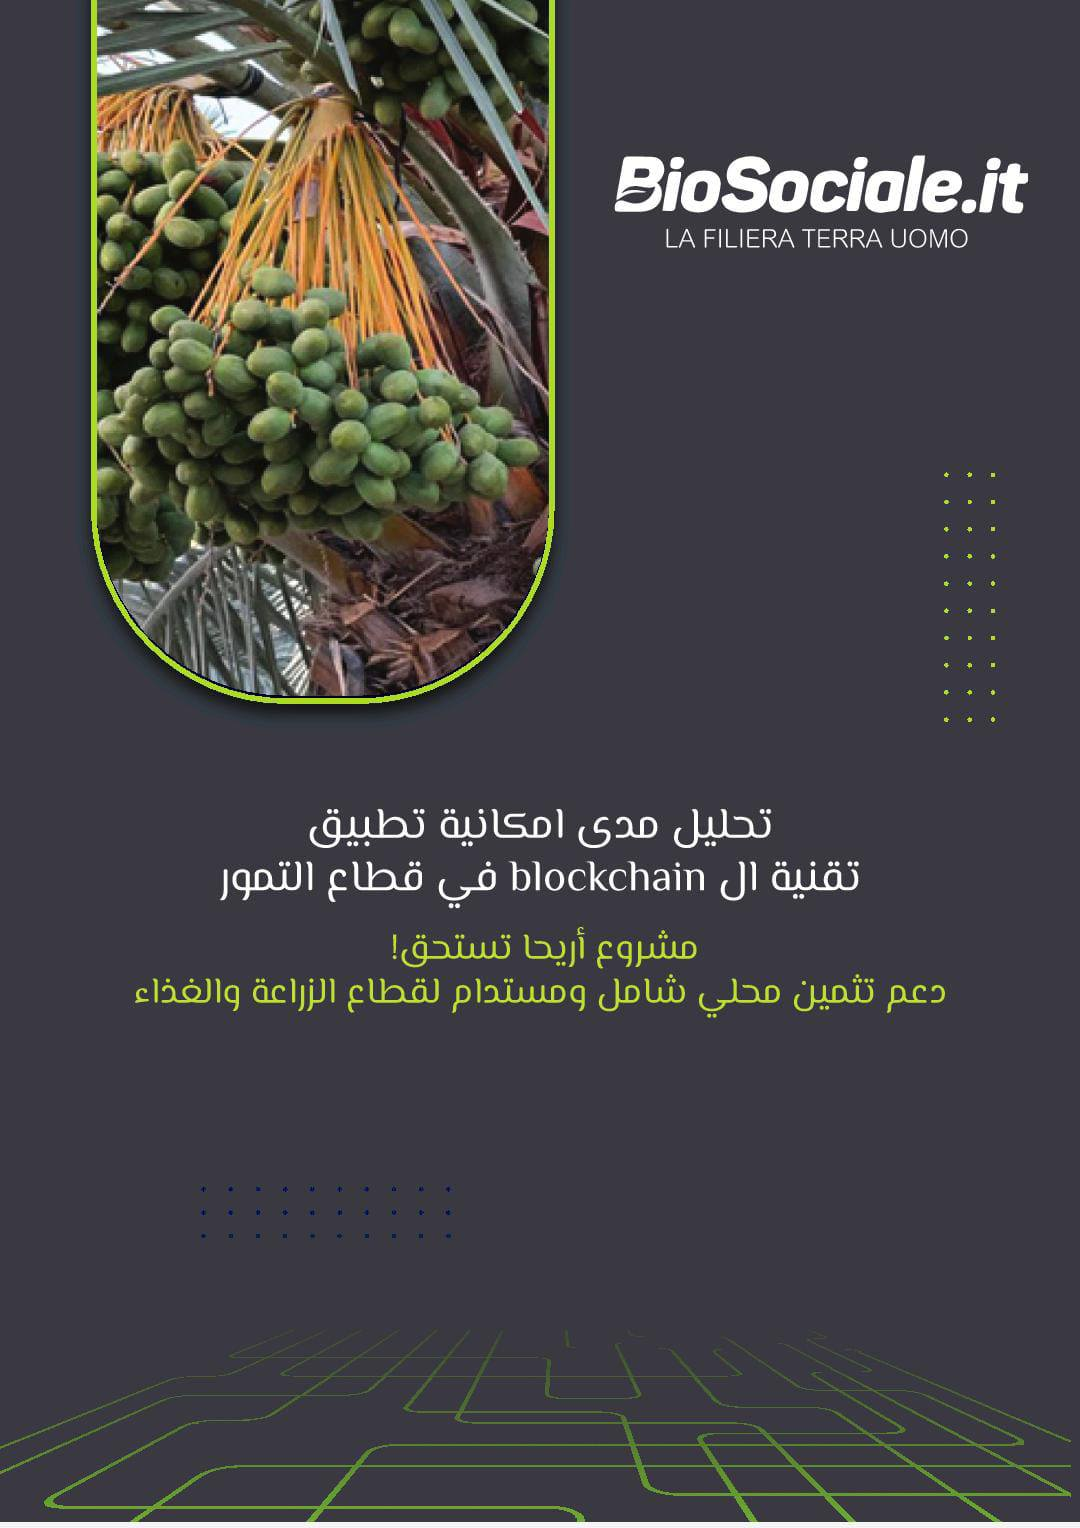 BioSociale.it
LA FILIERA TERRA UOMO
تحليل مدى امكانية تطبيق
تقنية ال blockchain في قطاع التمور
مشروع أريحا تستحق!
دعم تثمين محلي شامل ومستدام لقطاع الزراعة والغذاء